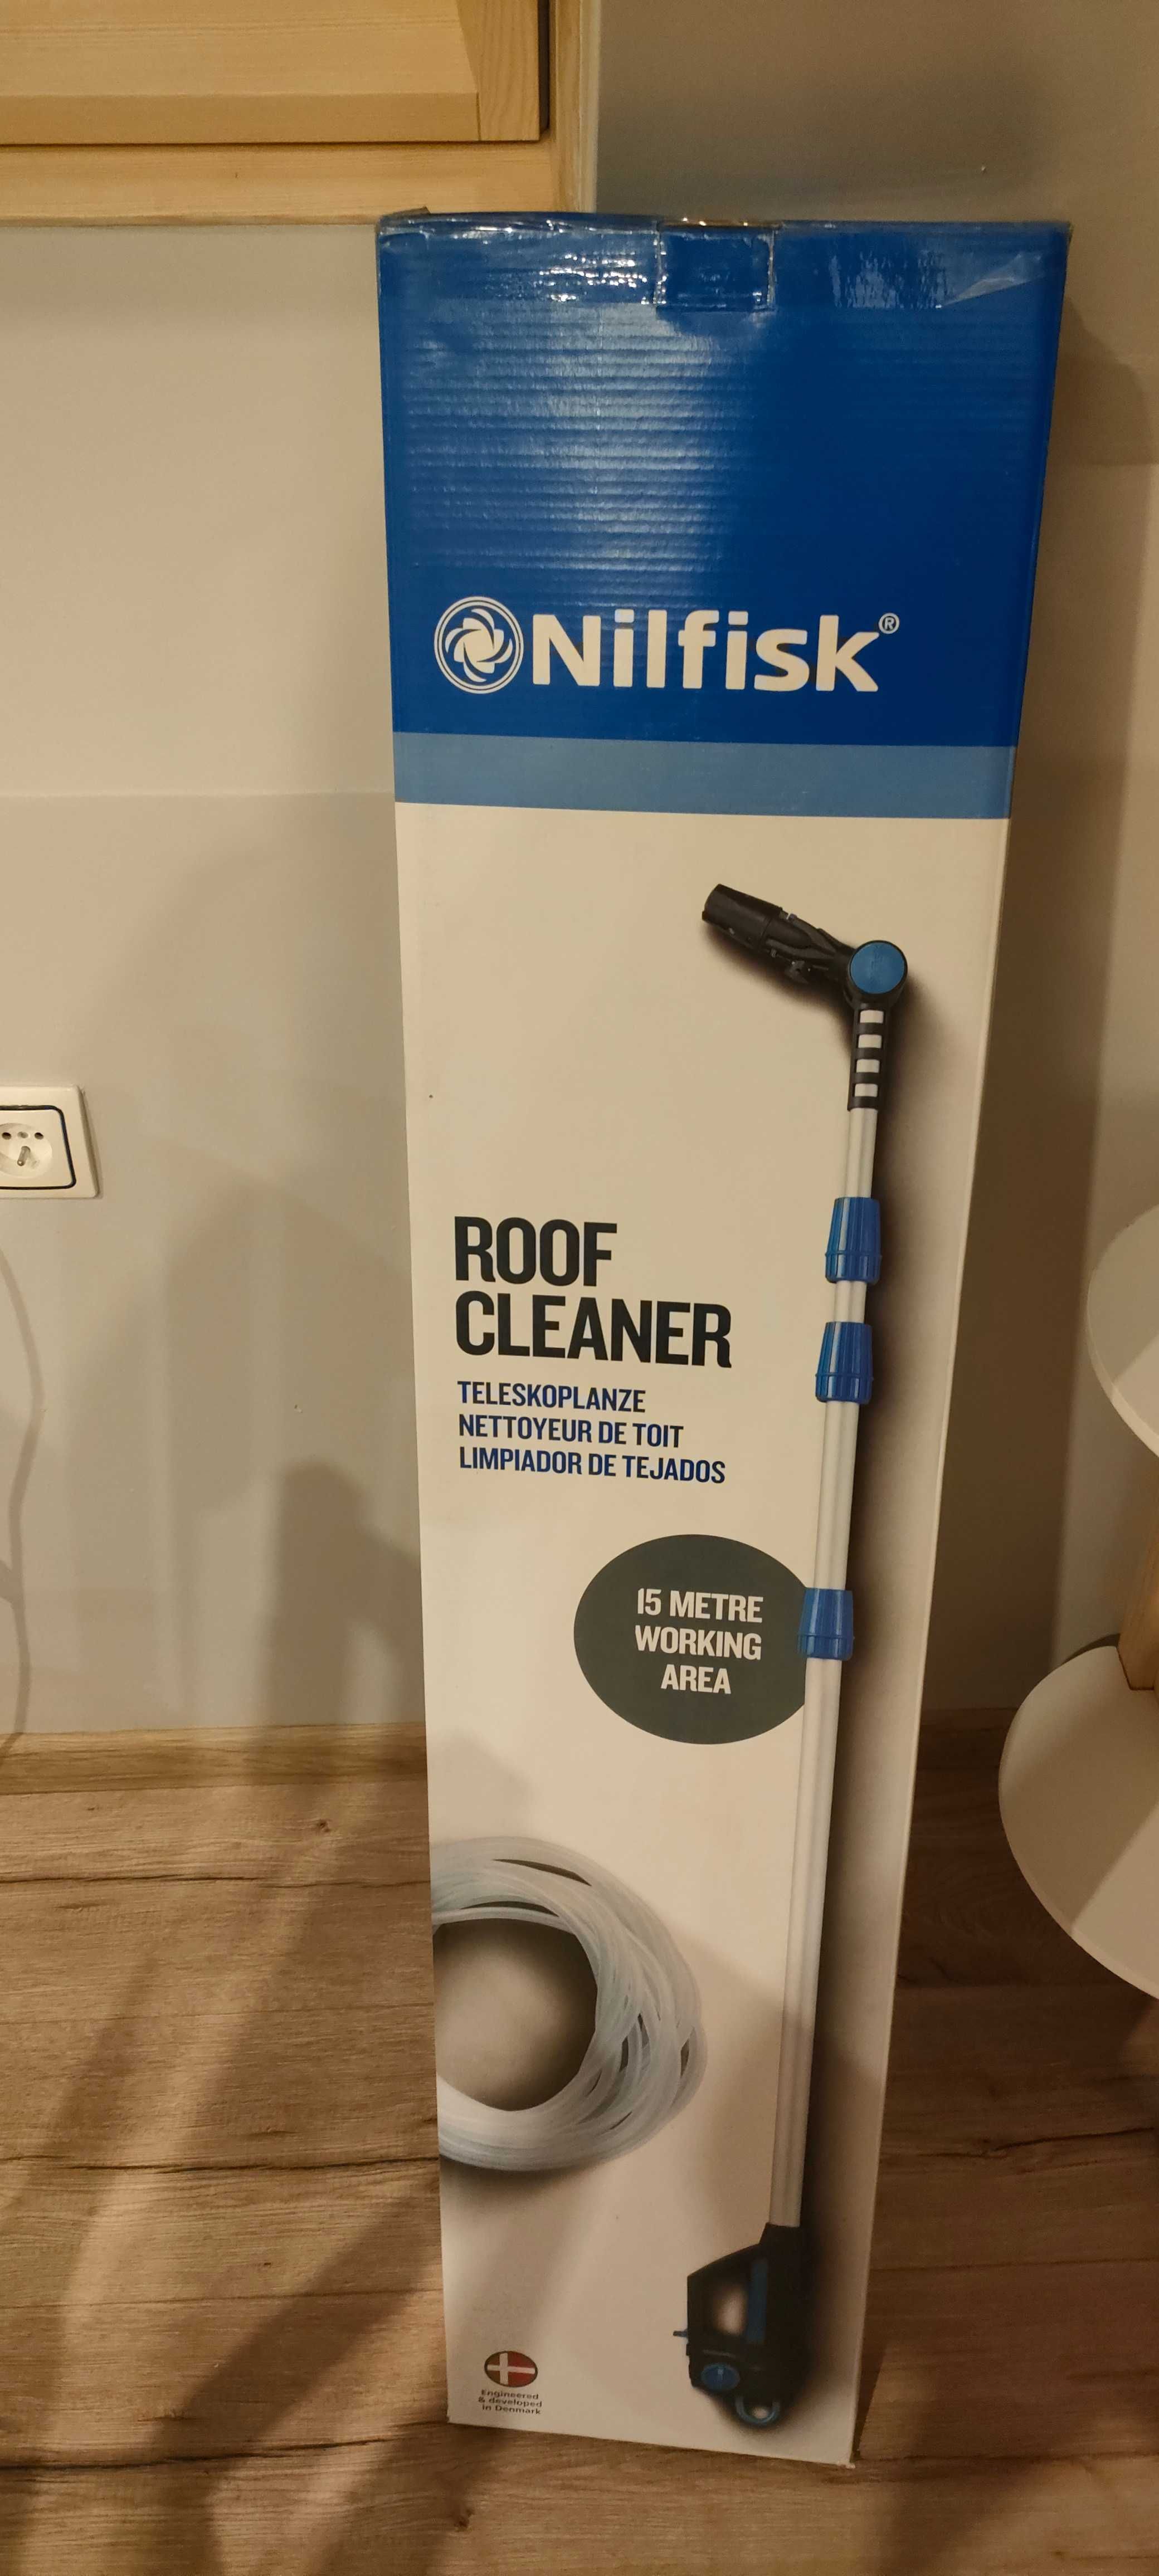 Nilfisk®
ROOF
CLEANER
TELESKOPLANZE
NETTOYEUR DE TOIT
LIMPIADOR DE TEJADOS
15 METRE
WORKING
AREA
Engineered
& developed
in Denmark